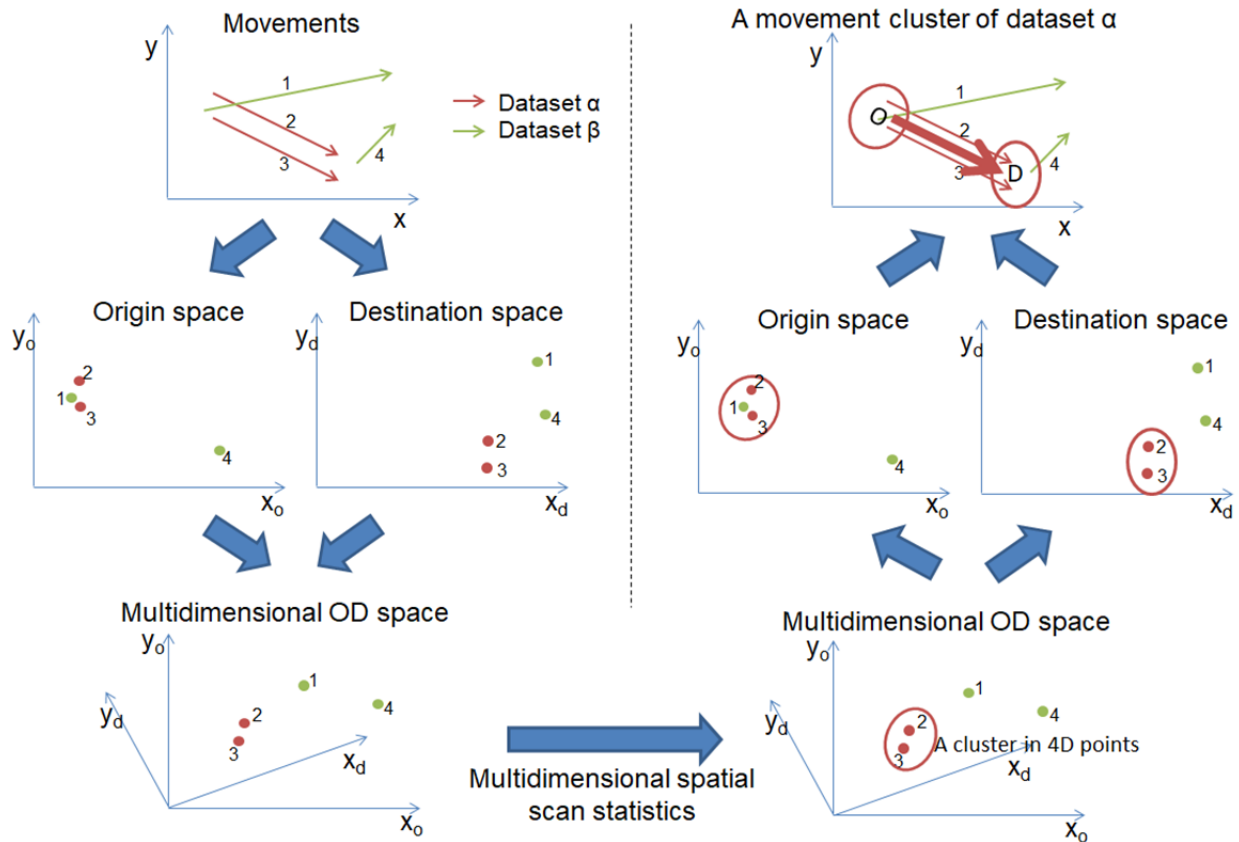 Movements
y
1
2
3
4
x
Dataset α
Dataset β
Origin space
yo
2
1
3
4
xo
Destination space
yd
1
4
2
3
xd
Multidimensional OD space
yo
yd
1
2
3
4
xd
xo
Multidimensional spatial
scan statistics
A movement cluster of dataset α
y
O
1
2
3
D
4
x
Origin space
yo
2
1
3
4
xo
Destination space
yd
1
4
2
3
xd
Multidimensional OD space
yo
yd
1
2
3
4
A cluster in 4D points
xd
xo